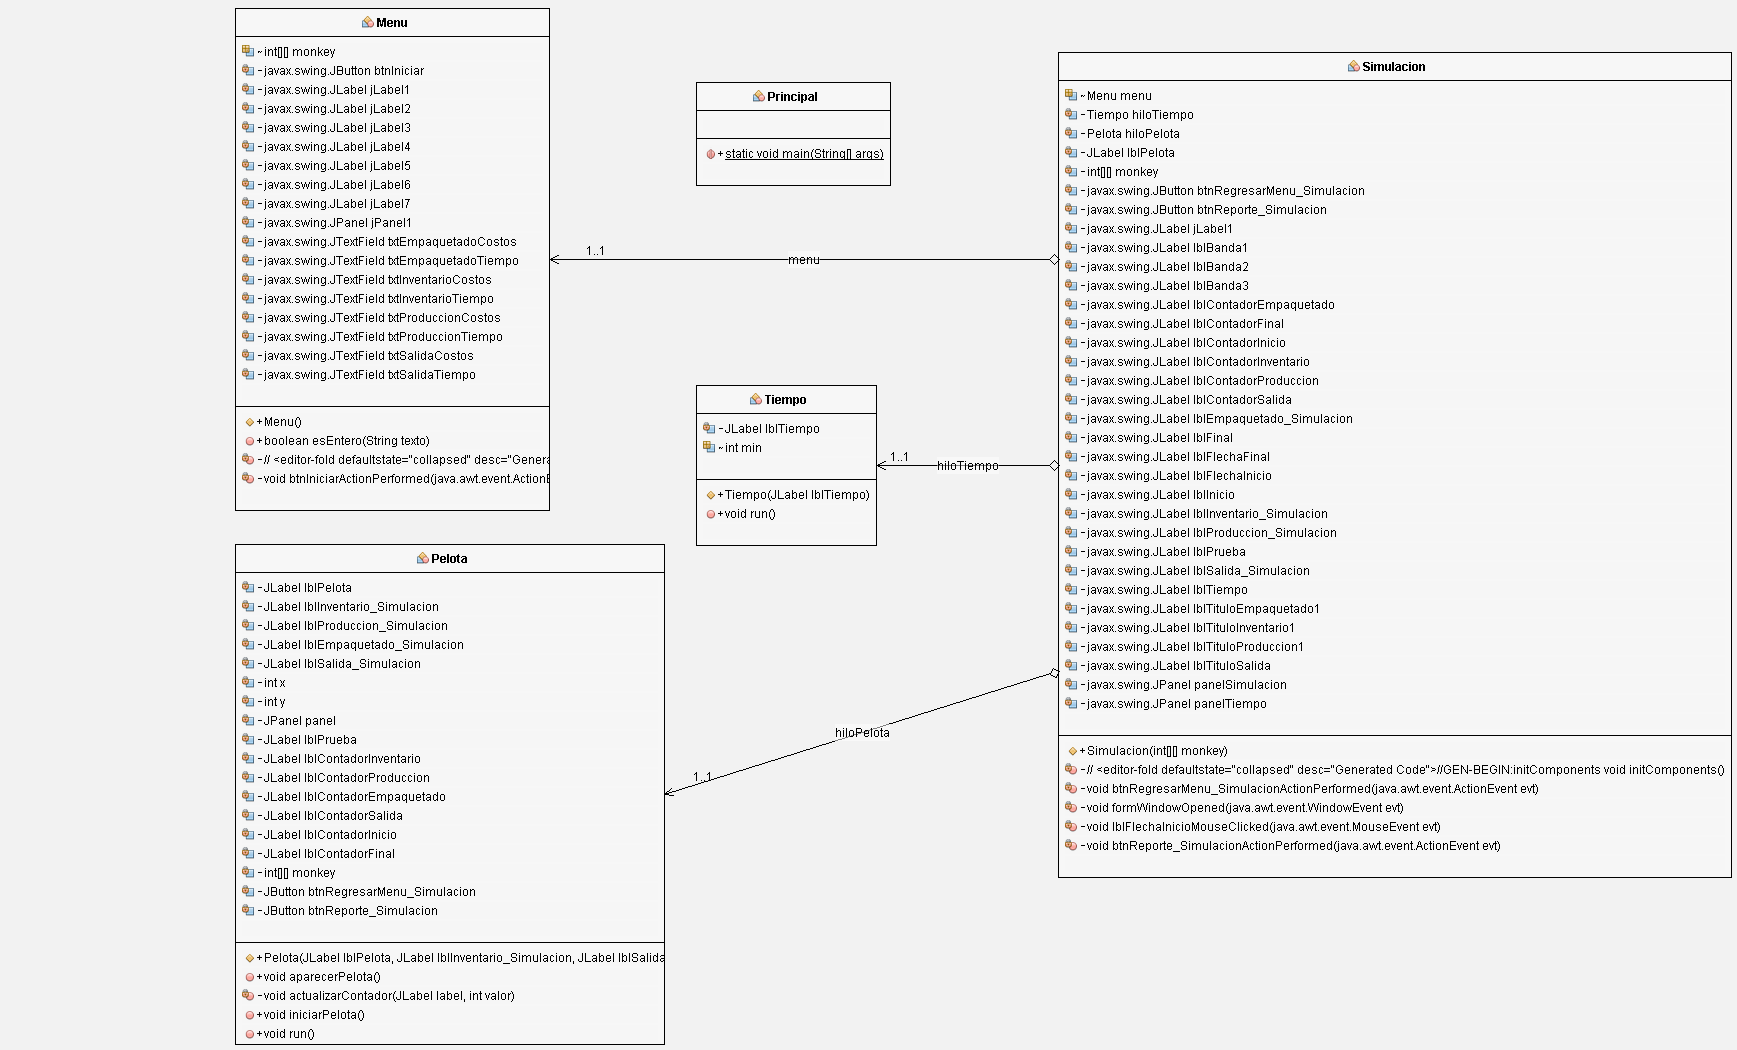 Menu
~int[][] monkey
-javax.swing.JButton btnIniciar
-javax.swing.JLabel jLabel1
-javax.swing.JLabel jLabel2
-javax.swing.JLabel jLabel3
-javax.swing.JLabel jLabel4
-javax.swing.JLabel jLabel5
-javax.swing.JLabel jLabel6
-javax.swing.JLabel jLabel7
-javax.swing.JPanel jPanel1
-javax.swing.JTextField txtEmpaquetadoCostos
-javax.swing.JTextField txtEmpaquetadoTiempo
-javax.swing.JTextField txtInventarioCostos
-javax.swing.JTextField txtInventarioTiempo
-javax.swing.JTextField txtProduccionCostos
-javax.swing.JTextField txtProduccionTiempo
-javax.swing.JTextField txtSalidaCostos
-javax.swing.JTextField txtSalidaTiempo
+Menu()
+boolean esEntero(String texto)
-// <editor-fold defaultstate="collapsed" desc="Genera
-void btnIniciarActionPerformed(java.awt.event.ActionE
Principal
+static void main(String[] args)
1..1
menu
Tiempo
-JLabel lblTiempo
~int min
+Tiempo(JLabel lblTiempo)
+void run()
1..1
hiloTiempo
Pelota
-JLabel lblPelota
-JLabel lblInventario_Simulacion
-JLabel lblProduccion_Simulacion
-JLabel lblEmpaquetado_Simulacion
-JLabel lblSalida_Simulacion
-int x
-int y
-JPanel panel
-JLabel lblPrueba
-JLabel lblContadorInventario
-JLabel lblContadorProduccion
-JLabel lblContadorEmpaquetado
-JLabel lblContadorSalida
-JLabel lblContadorInicio
-JLabel lblContadorFinal
-int[][] monkey
-JButton btnRegresarMenu_Simulacion
-JButton btnReporte_Simulacion
+Pelota(JLabel lblPelota, JLabel lblInventario_Simulacion, JLabel lblSalida
+void aparecerPelota()
-void actualizarContador(JLabel label, int valor)
+void iniciarPelota()
+void run()
hiloPelota
1..1
Simulacion
~Menu menu
-Tiempo hiloTiempo
-Pelota hiloPelota
-JLabel lblPelota
-int[][] monkey
-javax.swing.JButton btnRegresarMenu_Simulacion
-javax.swing.JButton btnReporte_Simulacion
-javax.swing.JLabel jLabel1
-javax.swing.JLabel lblBanda1
-javax.swing.JLabel lblBanda2
-javax.swing.JLabel lblBanda3
-javax.swing.JLabel lblContadorEmpaquetado
-javax.swing.JLabel lblContadorFinal
-javax.swing.JLabel lblContadorInicio
-javax.swing.JLabel lblContadorInventario
-javax.swing.JLabel lblContadorProduccion
-javax.swing.JLabel lblContadorSalida
-javax.swing.JLabel lblEmpaquetado_Simulacion
-javax.swing.JLabel lblFinal
-javax.swing.JLabel lblFlechaFinal
-javax.swing.JLabel lblFlechaInicio
-javax.swing.JLabel lblInicio
-javax.swing.JLabel lblInventario_Simulacion
-javax.swing.JLabel lblProduccion_Simulacion
-javax.swing.JLabel lblPrueba
-javax.swing.JLabel lblSalida_Simulacion
-javax.swing.JLabel lblTiempo
-javax.swing.JLabel lblTituloEmpaquetado1
-javax.swing.JLabel lblTituloInventario1
-javax.swing.JLabel lblTituloProduccion1
-javax.swing.JLabel lblTituloSalida
-javax.swing.JPanel panelSimulacion
-javax.swing.JPanel panelTiempo
+Simulacion(int[][] monkey)
-// <editor-fold defaultstate="collapsed" desc="Generated Code">//GEN-BEGIN:initComponents void initComponents()
-void btnRegresarMenu_SimulacionActionPerformed(java.awt.event.ActionEvent evt)
-void formWindowOpened(java.awt.event.WindowEvent evt)
-void lblFlechaInicioMouseClicked(java.awt.event.MouseEvent evt)
-void btnReporte_SimulacionActionPerformed(java.awt.event.ActionEvent evt)